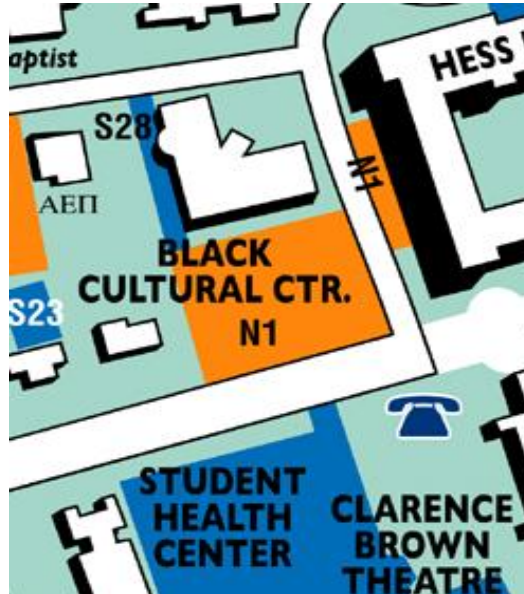 aptist
HESS
S28
N1
ΑΕΠ
BLACK
CULTURAL CTR.
S23
N1
STUDENT
HEALTH
CENTER
CLARENCE
BROWN
THEATRE